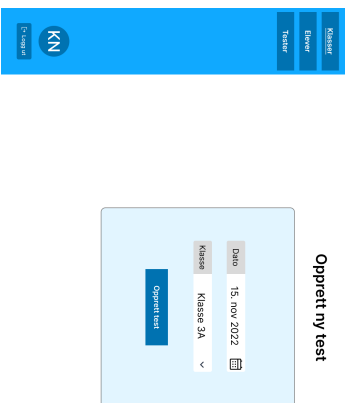 Klasser
Elever
Tester
KN
Logg ut
Opprett ny test
Dato
15. nov 2022
Klasse
Klasse 3A
Opprett test